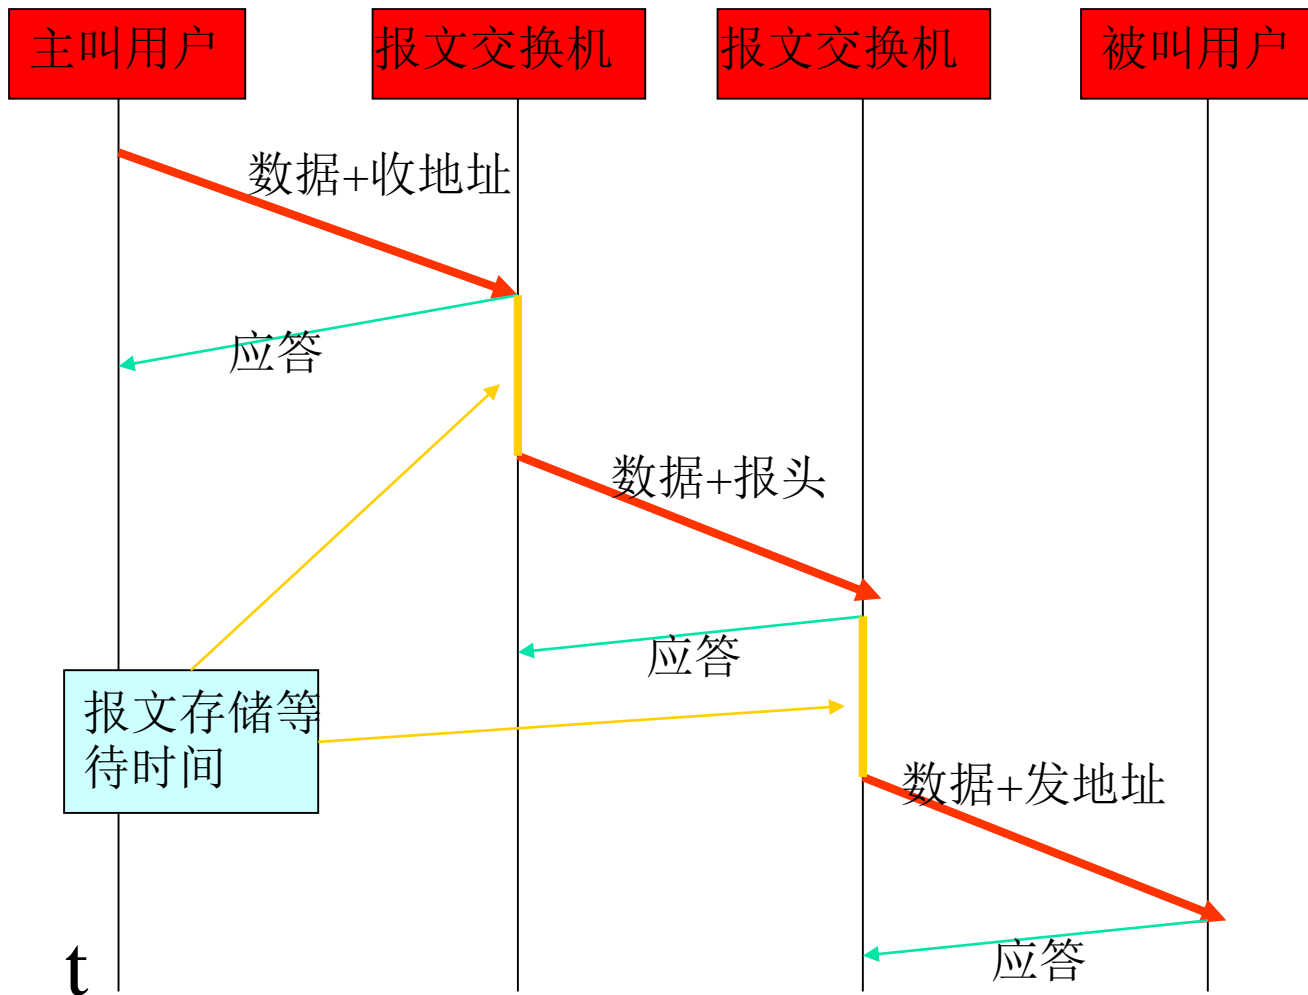 主叫用户
报文交换机
报文交换机
被叫用户
数据+收地址
应答
数据+报头
应答
报文存储等
待时间
数据+发地址
应答
t